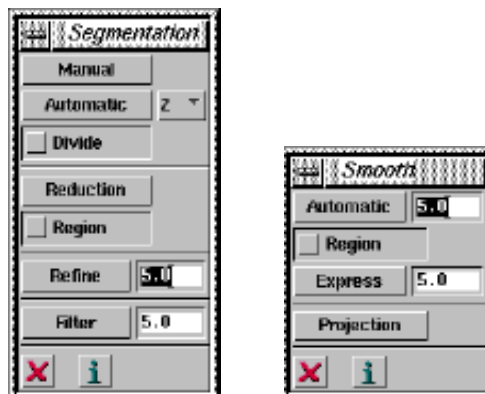 Segmentation
Manual
Automatic Z
Divide
Reduction
Region
Refine 5.0
Filter 5.0
X i
Smooth
Automatic 5.0
Region
Express 5.0
Projection
X i